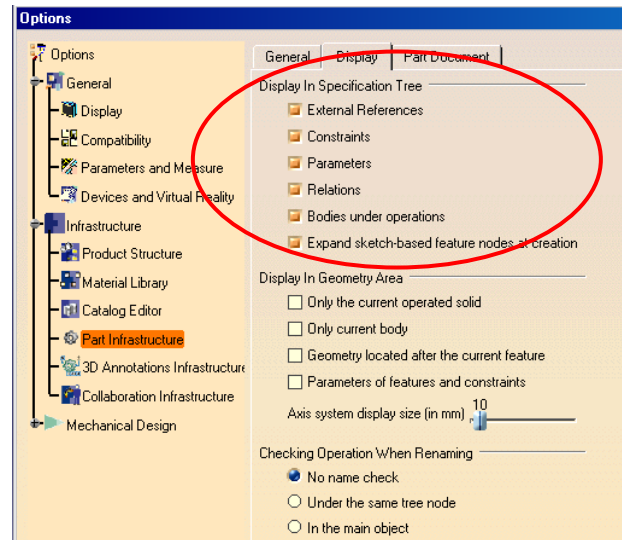 Options
Options
General
Display
Compatibility
Parameters and Measure
Devices and Virtual Reality
Infrastructure
Product Structure
Material Library
Catalog Editor
Part Infrastructure
3D Annotations Infrastructure
Collaboration Infrastructure
Mechanical Design
General Display Part Document
Display In Specification Tree
External References
Constraints
Parameters
Relations
Bodies under operations
Expand sketch-based feature nodes at creation
Display In Geometry Area
Only the current operated solid
Only current body
Geometry located after the current feature
Parameters of features and constraints
Axis system display size (in mm) 10
Checking Operation When Renaming
No name check
Under the same tree node
In the main object